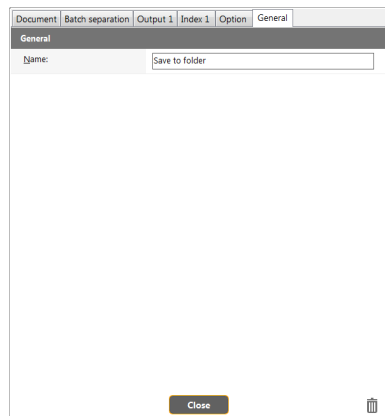 Document Batch separation Output 1 Index 1 Option General
General
Name: Save to folder
Close